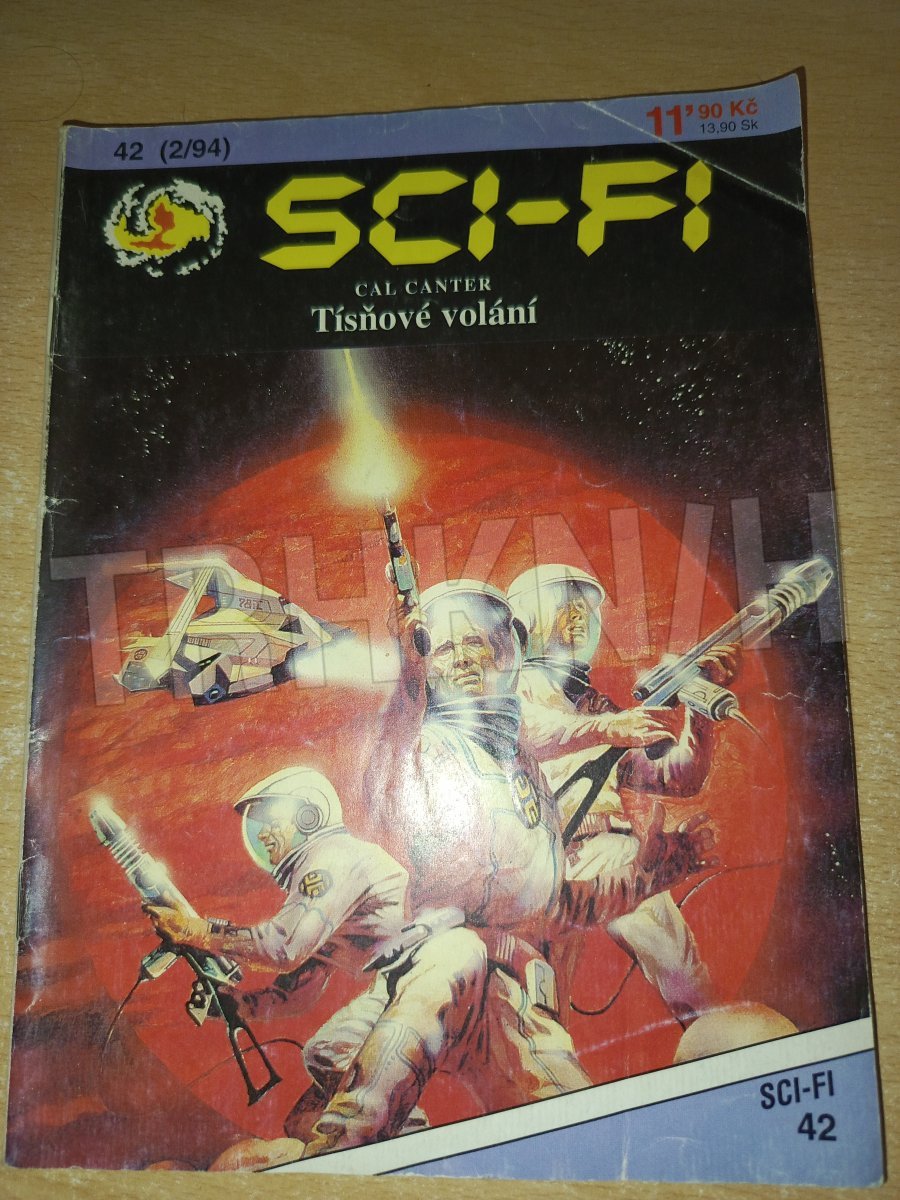 42 (2/94)
11’90 Kč
13,90 Sk
SCI-FI
CAL CANTER
Tísňové volání
TRHKNIH
SCI-FI
42